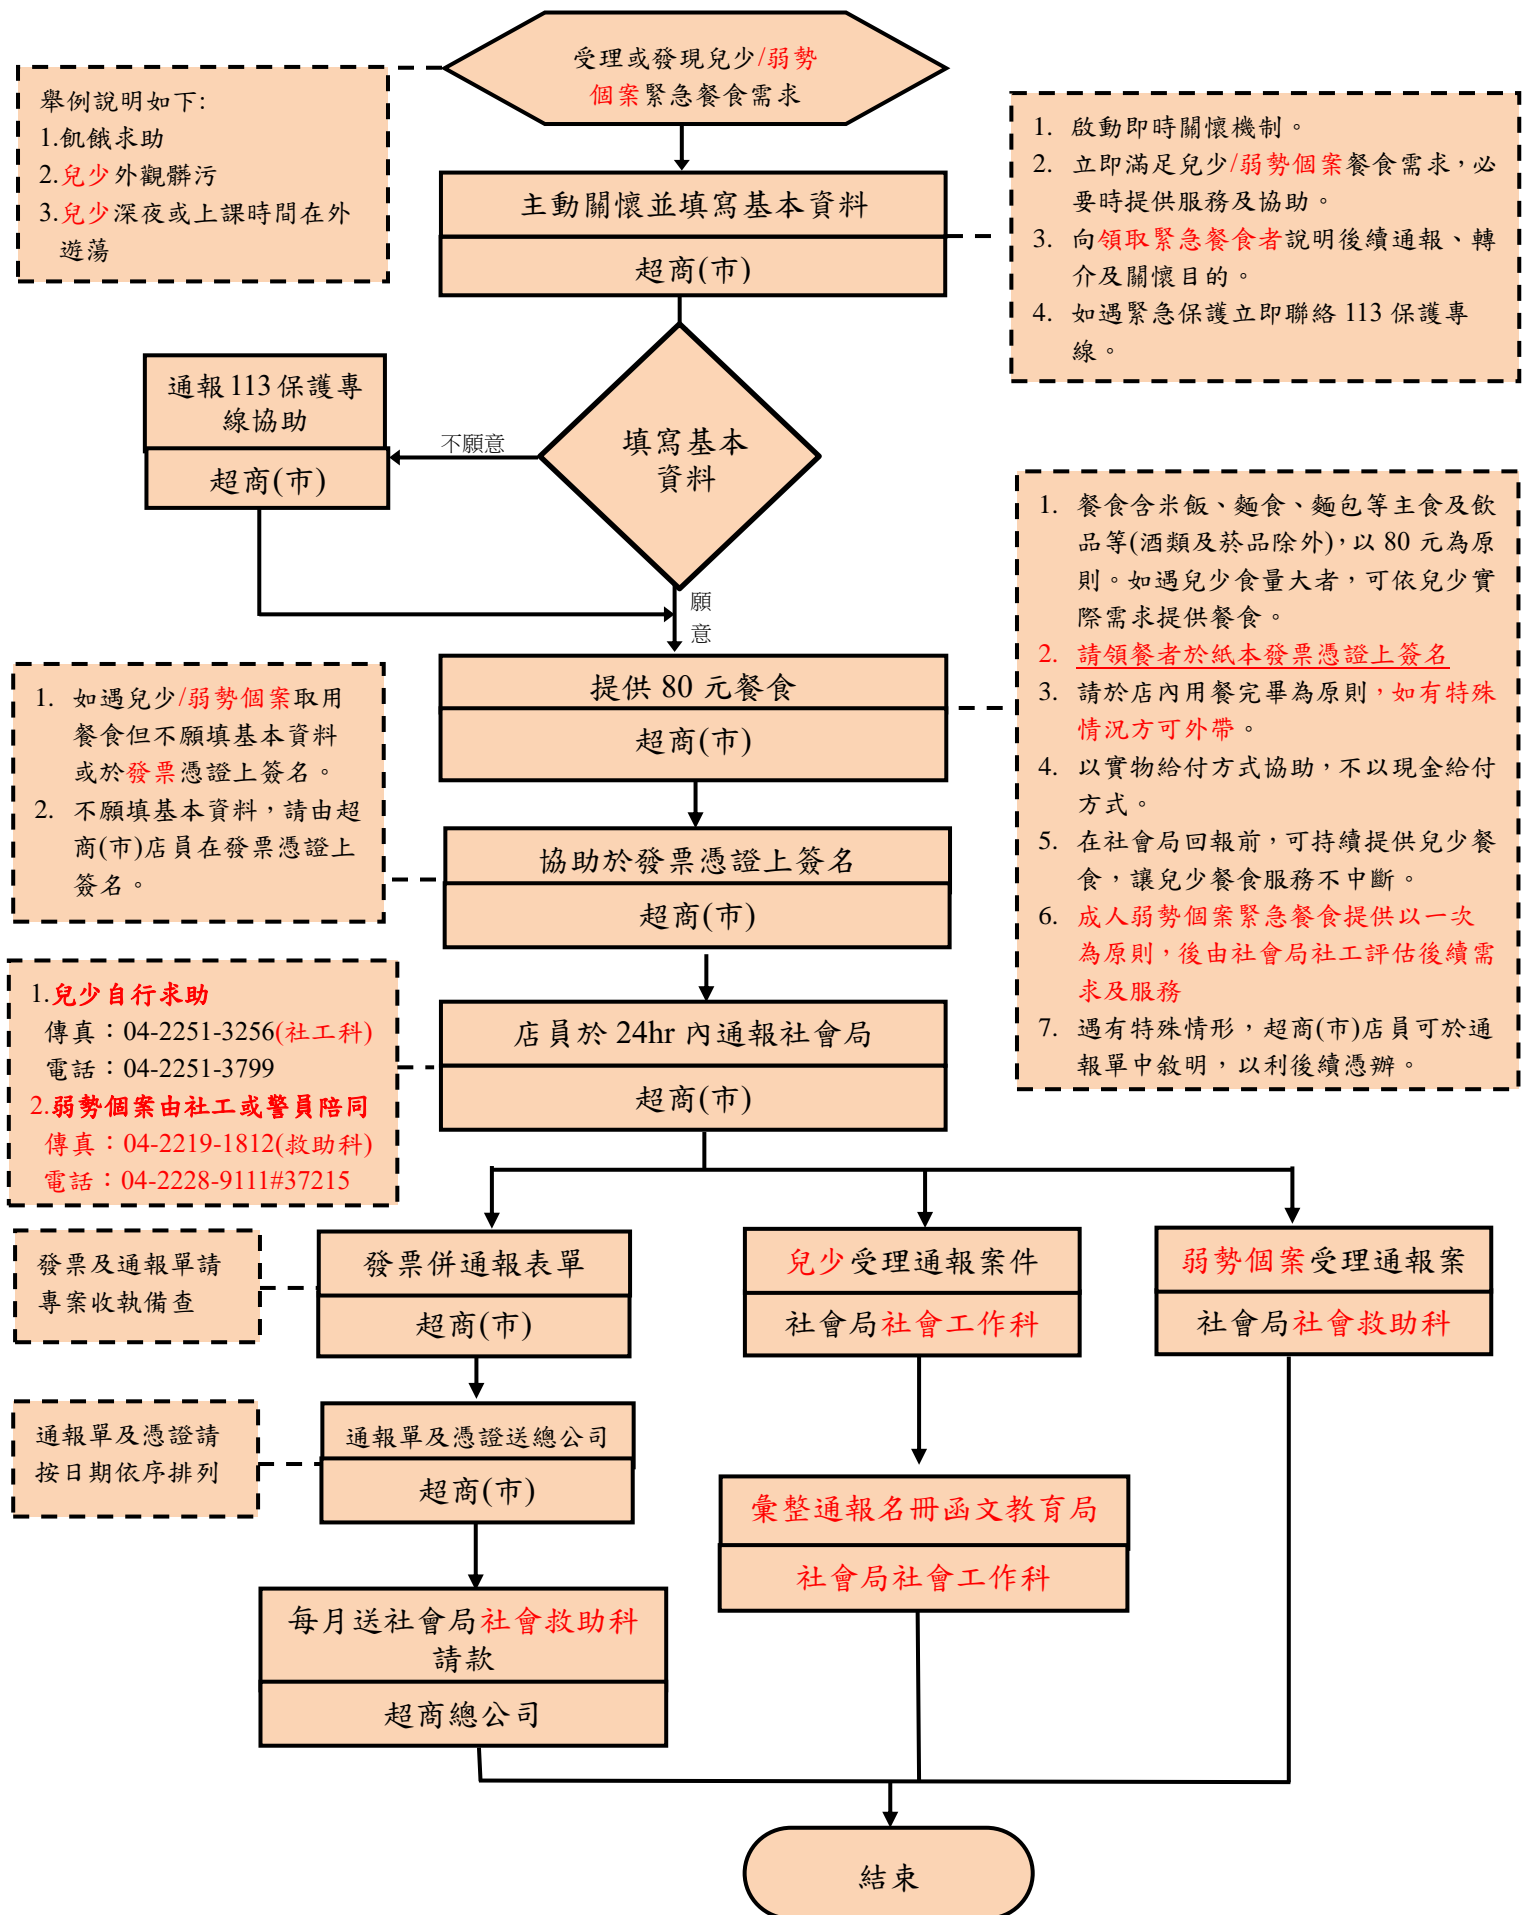 受理或發現兒少/弱勢
個案緊急餐食需求
舉例說明如下:
1.飢餓求助
2.兒少外觀髒污
3.兒少深夜或上課時間在外
遊蕩
主動關懷並填寫基本資料
超商(市)
1. 啟動即時關懷機制。
2. 立即滿足兒少/弱勢個案餐食需求，必
要時提供服務及協助。
3. 向領取緊急餐食者說明後續通報、轉
介及關懷目的。
4. 如遇緊急保護立即聯絡 113 保護專
線。
通報113保護專
線協助
超商(市)
不願意
填寫基本
資料
願
意
提供 80 元餐食
超商(市)
1. 餐食含米飯、麵食、麵包等主食及飲
品等(酒類及菸品除外)，以 80 元為原
則。如遇兒少食量大者，可依兒少實
際需求提供餐食。
2. 請領餐者於紙本發票憑證上簽名
3. 請於店內用餐完畢為原則，如有特殊
情況方可外帶。
4. 以實物給付方式協助，不以現金給付
方式。
5. 在社會局回報前，可持續提供兒少餐
食，讓兒少餐食服務不中斷。
6. 成人弱勢個案緊急餐食提供以一次
為原則，後由社會局社工評估後續需
求及服務
7. 遇有特殊情形，超商(市)店員可於通
報單中敘明，以利後續憑辦。
1. 如遇兒少/弱勢個案取用
餐食但不願填基本資料
或於發票憑證上簽名。
2. 不願填基本資料，請由超
商(市)店員在發票憑證上
簽名。
協助於發票憑證上簽名
超商(市)
1.兒少自行求助
傳真：04-2251-3256(社工科)
電話：04-2251-3799
2.弱勢個案由社工或警員陪同
傳真：04-2219-1812(救助科)
電話：04-2228-9111#37215
店員於 24hr 內通報社會局
超商(市)
發票及通報單請
專案收執備查
發票併通報表單
超商(市)
兒少受理通報案件
社會局社會工作科
弱勢個案受理通報案
社會局社會救助科
通報單及憑證請
按日期依序排列
通報單及憑證送總公司
超商(市)
彙整通報名冊函文教育局
社會局社會工作科
每月送社會局社會救助科
請款
超商總公司
結束